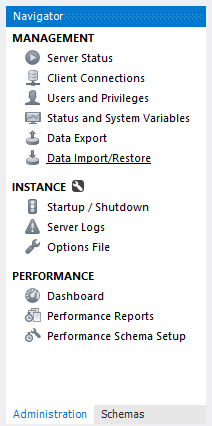 Navigator
MANAGEMENT
Server Status
Client Connections
Users and Privileges
Status and System Variables
Data Export
Data Import/Restore
INSTANCE
Startup / Shutdown
Server Logs
Options File
PERFORMANCE
Dashboard
Performance Reports
Performance Schema Setup
Administration Schemas